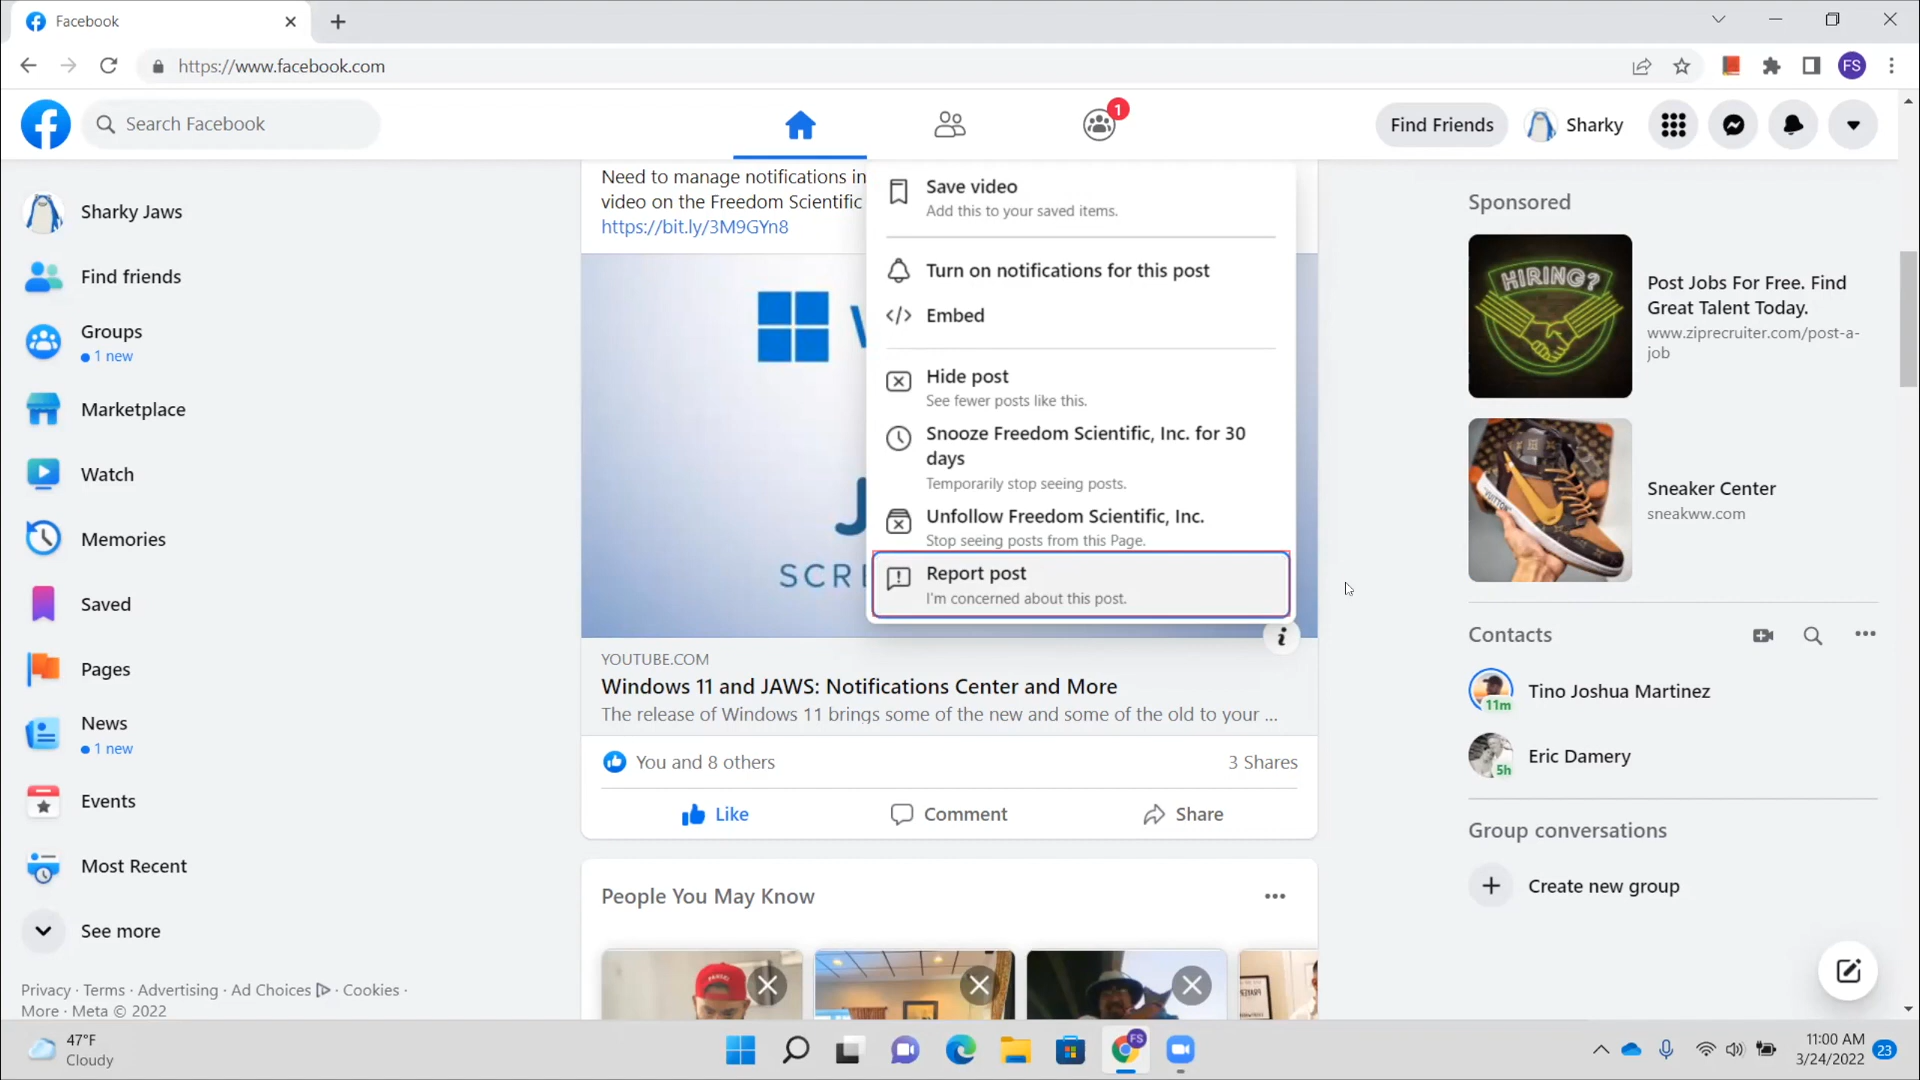 Facebook
https://www.facebook.com
FS
Search Facebook
1
Find Friends
Sharky
Sharky Jaws
Find friends
Groups
1 new
Marketplace
Watch
Memories
Saved
Pages
News
1 new
Events
Most Recent
See more
Privacy · Terms · Advertising · Ad Choices · Cookies ·
More · Meta © 2022
Need to manage notifications in
video on the Freedom Scientific
https://bit.ly/3M9GYn8
SCRE
Save video
Add this to your saved items.
Turn on notifications for this post
</> Embed
Hide post
See fewer posts like this.
Snooze Freedom Scientific, Inc. for 30
days
Temporarily stop seeing posts.
Unfollow Freedom Scientific, Inc.
Stop seeing posts from this Page.
Report post
I'm concerned about this post.
i
YOUTUBE.COM
Windows 11 and JAWS: Notifications Center and More
The release of Windows 11 brings some of the new and some of the old to your ...
You and 8 others
3 Shares
Like
Comment
Share
People You May Know
Sponsored
HIRING?
Post Jobs For Free. Find
Great Talent Today.
www.ziprecruiter.com/post-a-
job
Sneaker Center
sneakww.com
Contacts
Tino Joshua Martinez
11m
Eric Damery
5h
Group conversations
Create new group
47°F
Cloudy
FS
11:00 AM
3/24/2022
23